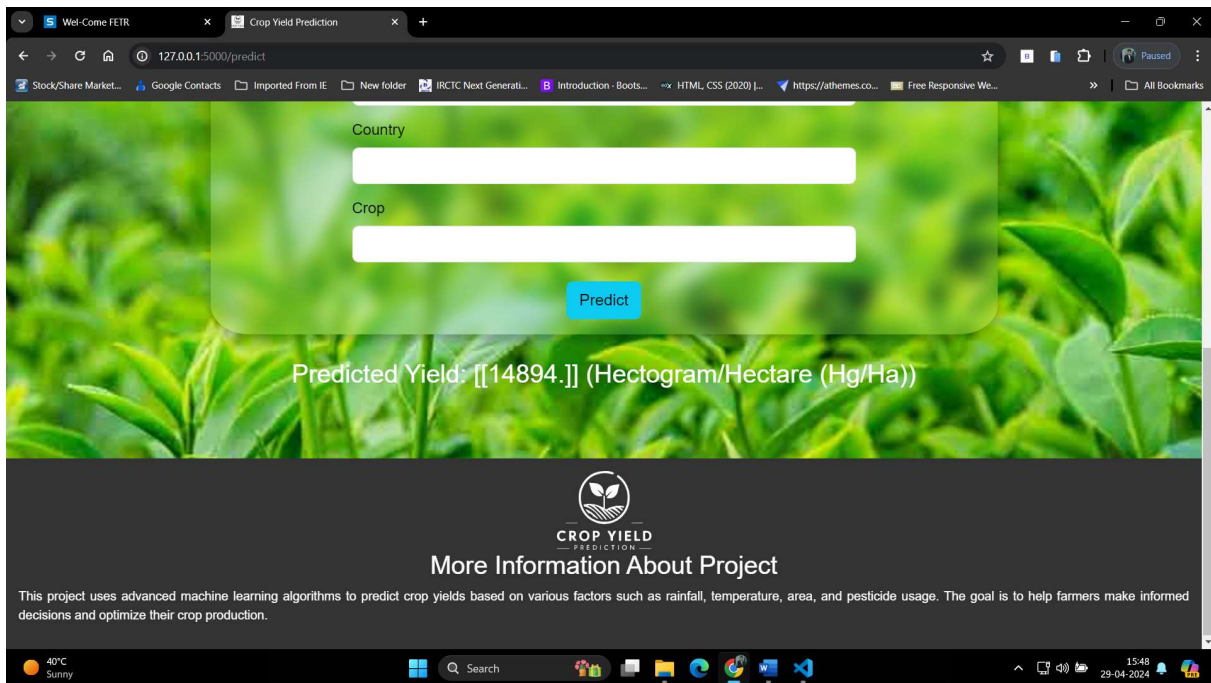 Wel-Come FETR
Crop Yield Prediction
127.0.0.1:5000/predict
Paused
Stock/Share Market...
Google Contacts
Imported From IE
New folder
IRCTC Next Generati...
Introduction - Boots...
HTML, CSS (2020) |...
https://athemes.co...
Free Responsive We...
All Bookmarks
Country
Crop
Predict
Predicted Yield: [[14894.]] (Hectogram/Hectare (Hg/Ha))
CROP YIELD
PREDICTION
More Information About Project
This project uses advanced machine learning algorithms to predict crop yields based on various factors such as rainfall, temperature, area, and pesticide usage. The goal is to help farmers make informed
decisions and optimize their crop production.
40°C
Sunny
Search
15:48
29-04-2024